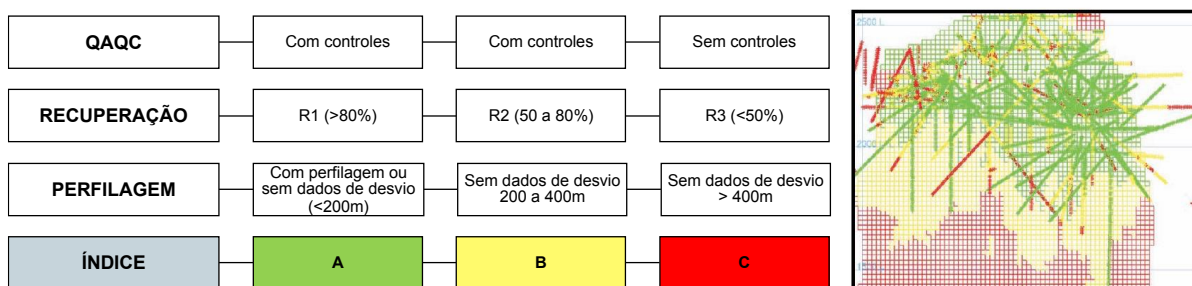 QAQC
Com controles
Com controles
Sem controles
RECUPERAÇÃO
R1 (>80%)
R2 (50 a 80%)
R3 (<50%)
PERFILAGEM
Com perfilagem ou
sem dados de desvio
(<200m)
Sem dados de desvio
200 a 400m
Sem dados de desvio
> 400m
ÍNDICE
A
B
C
2500 L